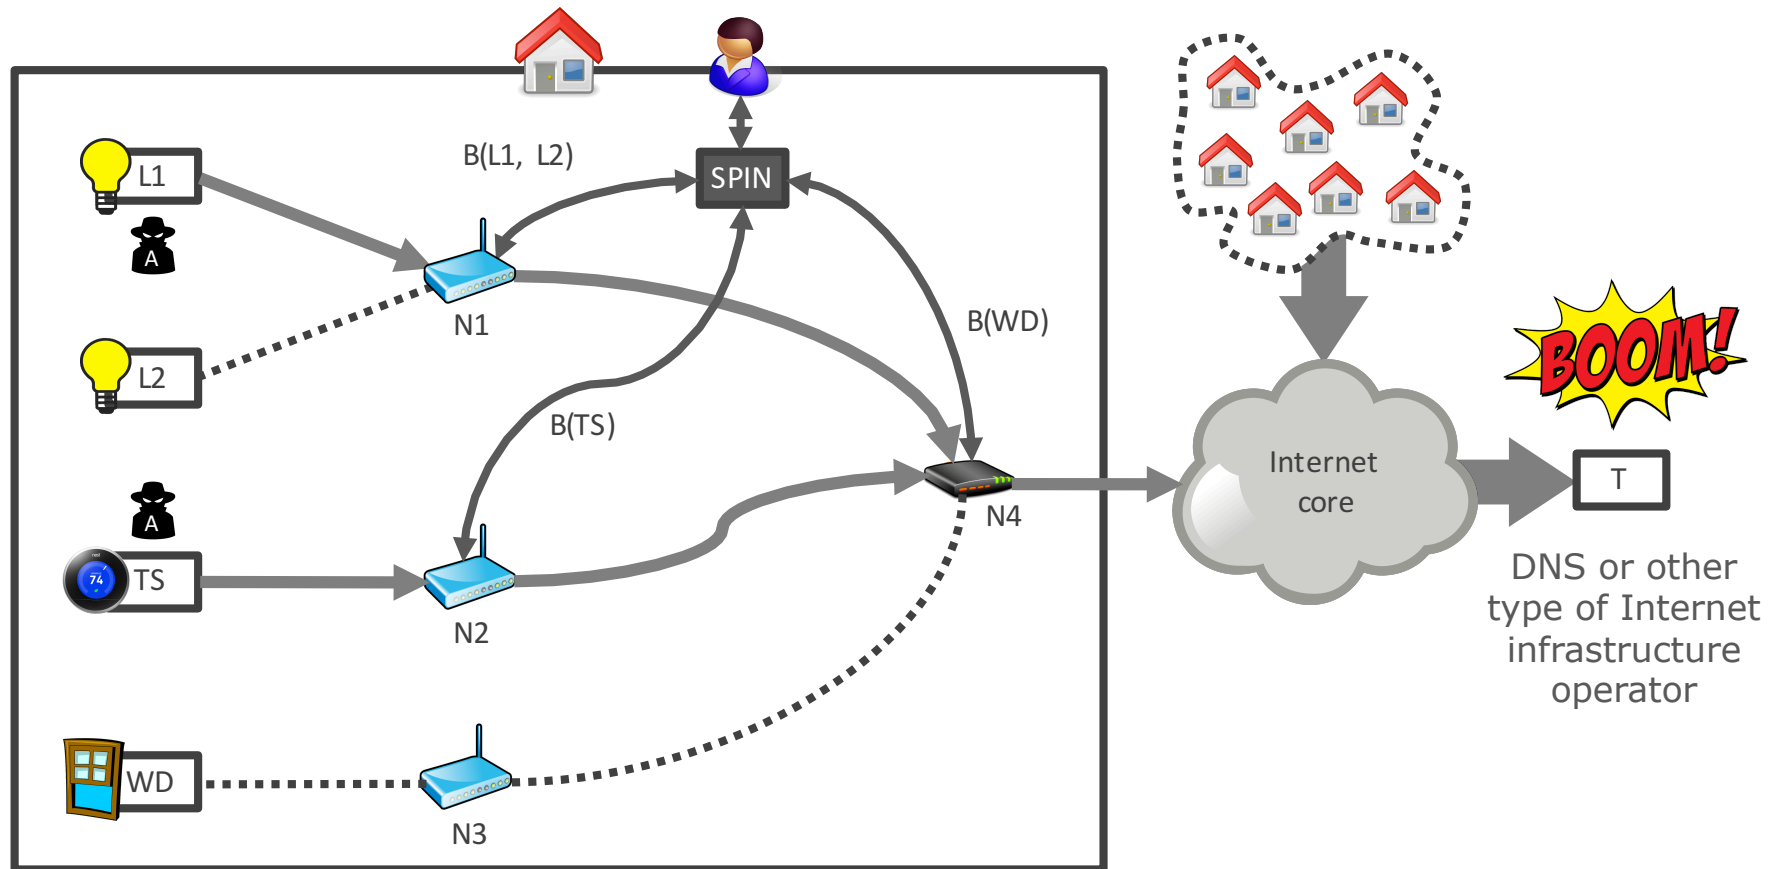 B(L1, L2)
SPIN
L1
A
N1
B(WD)
BOOM!
L2
B(TS)
Internet
core
T
A
N4
DNS or other
type of Internet
infrastructure
operator
74
TS
N2
WD
N3